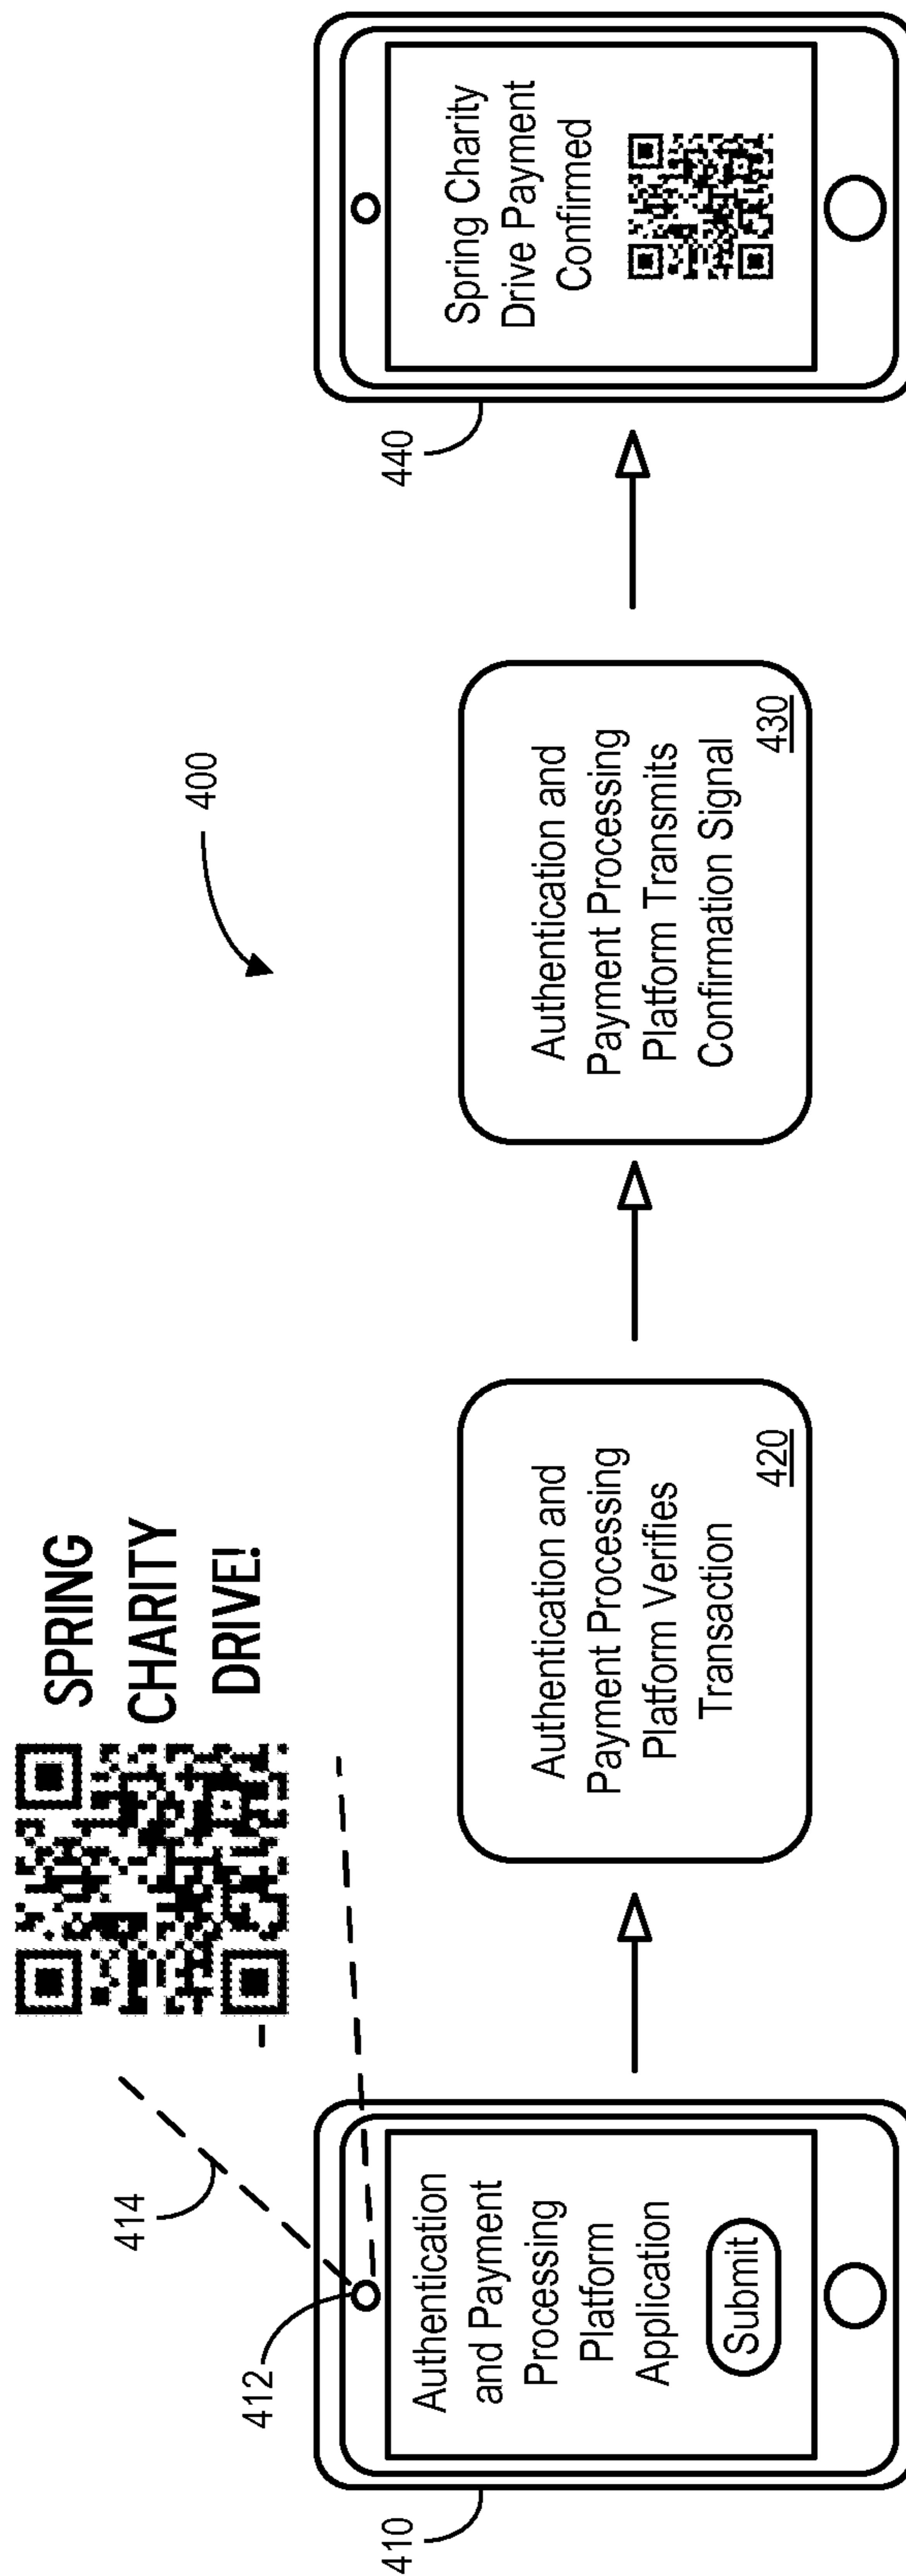 400
SPRING
CHARITY
DRIVE!
414
412
410
Authentication
and Payment
Processing
Platform
Application
Submit
Authentication and
Payment Processing
Platform Verifies
Transaction
420
Authentication and
Payment Processing
Platform Transmits
Confirmation Signal
430
440
Spring Charity
Drive Payment
Confirmed